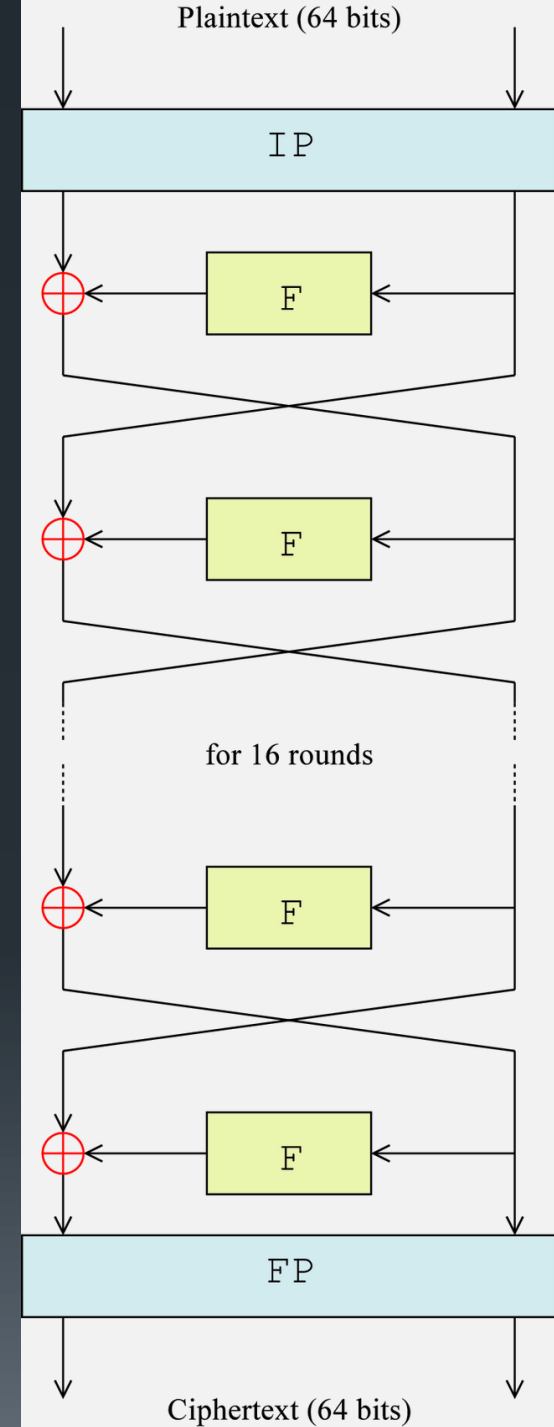 Plaintext (64 bits)
IP
F
F
for 16 rounds
F
F
FP
Ciphertext (64 bits)